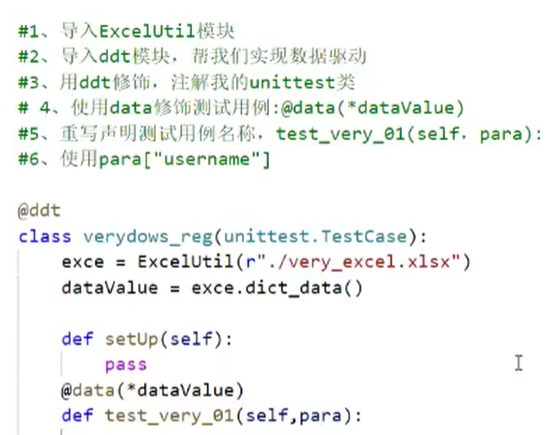 #1、导入ExcelUtil模块
#2、导入ddt模块，帮我们实现数据驱动
#3、用ddt修饰，注解我的unittest类
# 4、使用data修饰测试用例:@data(*dataValue)
#5、重写声明测试用例名称，test_very_01(self，para):
#6、使用para["username"]
@ddt
class verydows_reg(unittest.TestCase):
exce = ExcelUtil(r"./very_excel.xlsx")
dataValue = exce.dict_data()
def setUp(self):
pass
@data(*dataValue)
def test_very_01(self,para):